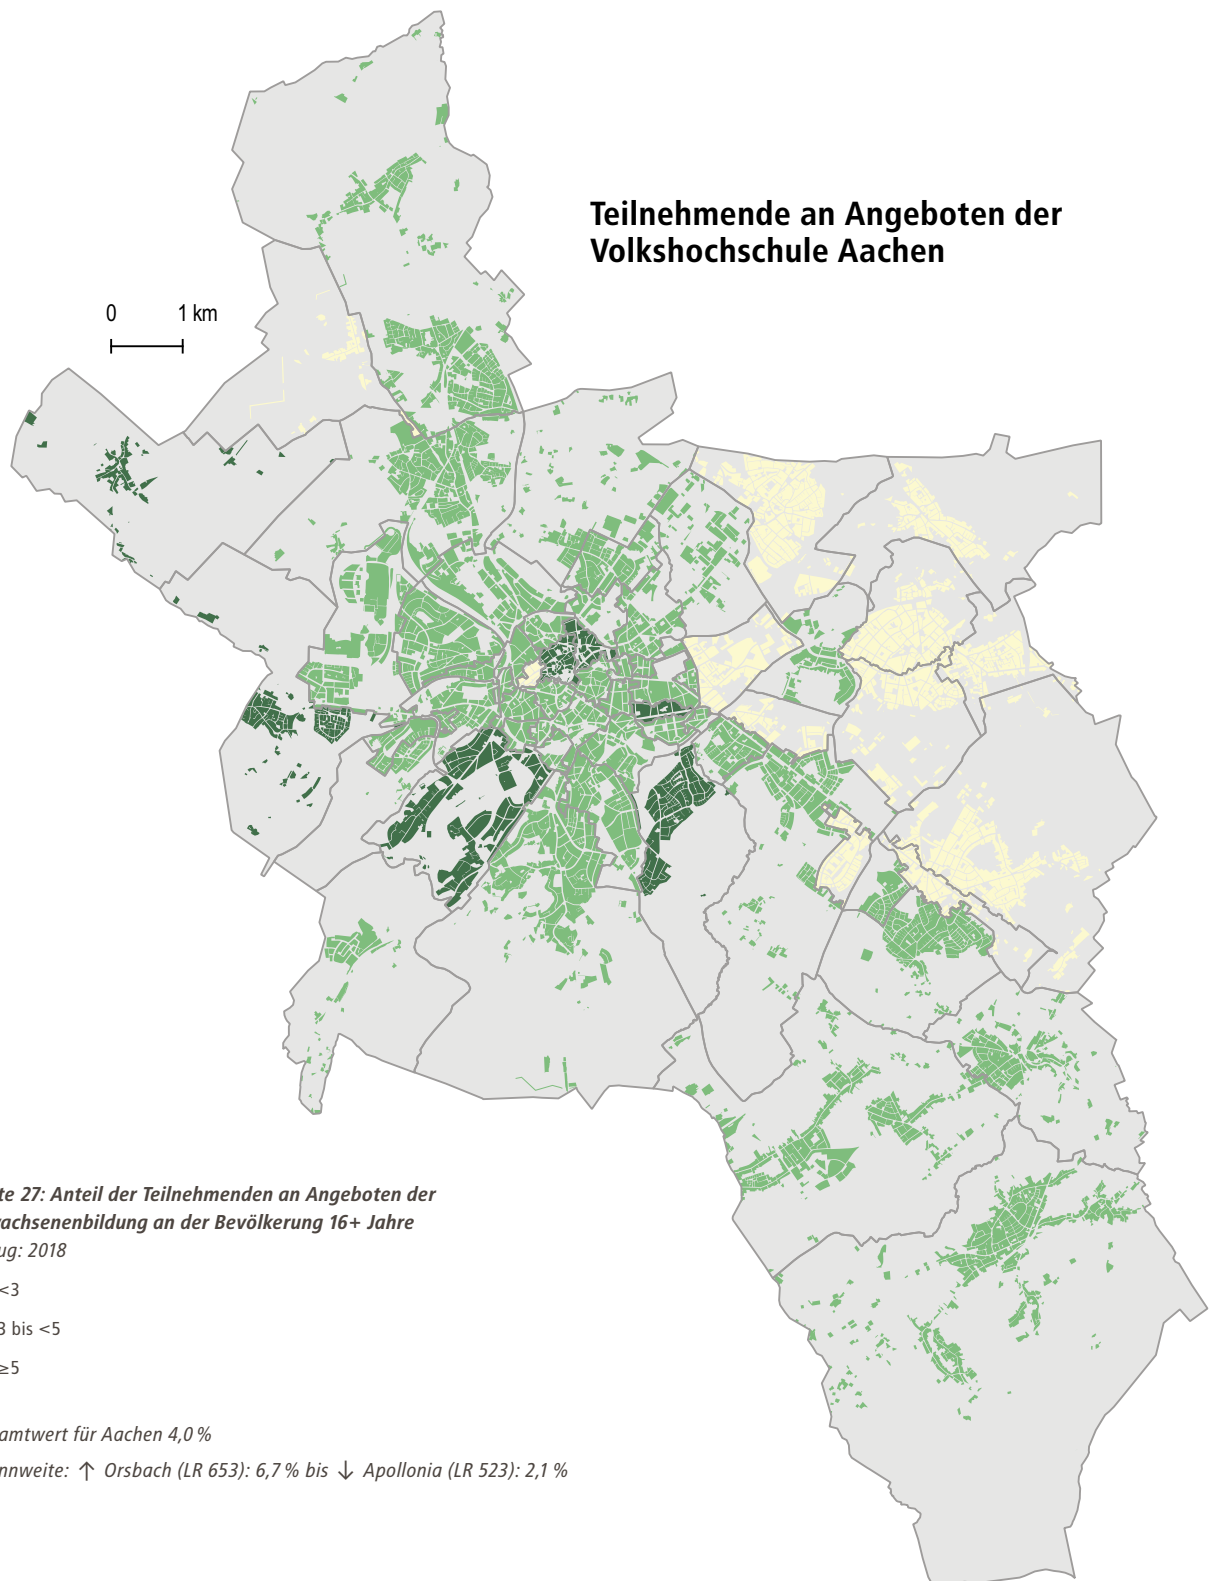 Teilnehmende an Angeboten der
Volkshochschule Aachen
0 1 km
te 27: Anteil der Teilnehmenden an Angeboten der
achsenenbildung an der Bevölkerung 16+ Jahre
ug: 2018
<3
3 bis <5
≥5
amtwert für Aachen 4,0 %
nnweite: ↑ Orsbach (LR 653): 6,7 % bis ↓ Apollonia (LR 523): 2,1 %